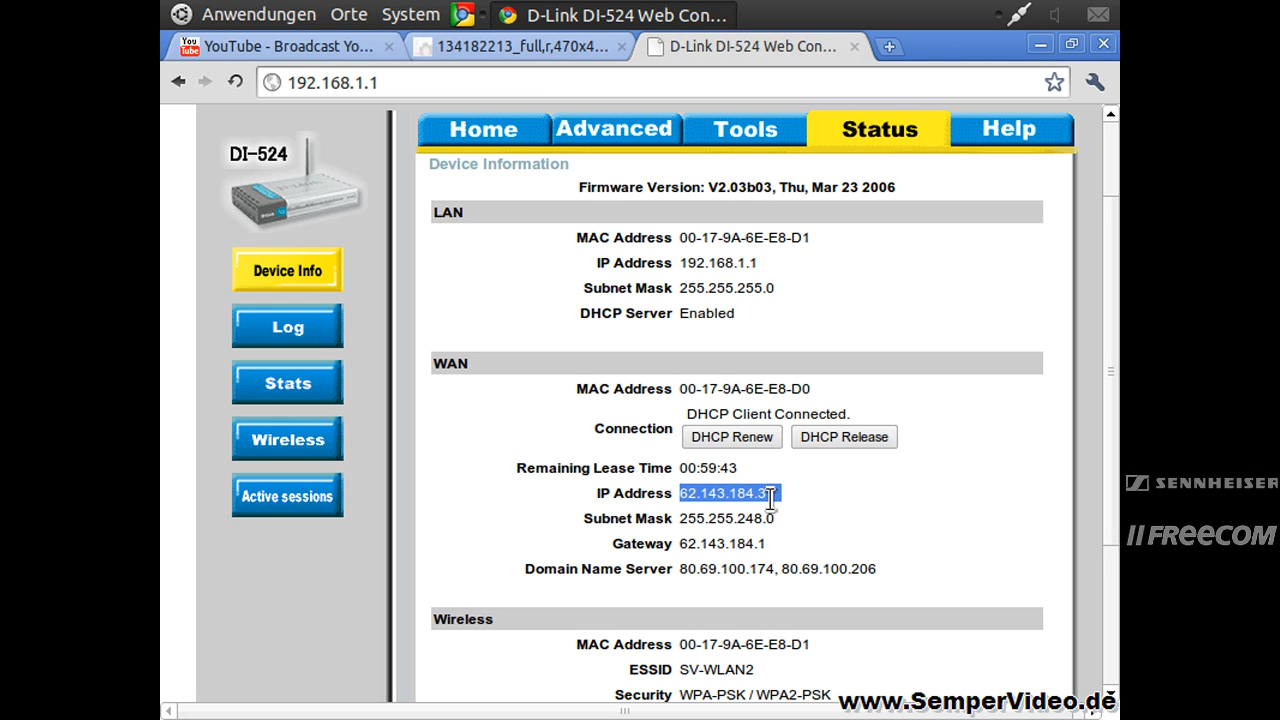 Anwendungen Orte System D-Link DI-524 Web Con...
YouTube - Broadcast Yo... 134182213_full,r,470x4... D-Link DI-524 Web Con...
192.168.1.1
Home Advanced Tools Status Help
DI-524
Device Info
Log
Stats
Wireless
Active sessions
Device Information
Firmware Version: V2.03b03, Thu, Mar 23 2006
LAN
MAC Address 00-17-9A-6E-E8-D1
IP Address 192.168.1.1
Subnet Mask 255.255.255.0
DHCP Server Enabled
WAN
MAC Address 00-17-9A-6E-E8-D0
DHCP Client Connected.
Connection
DHCP Renew DHCP Release
Remaining Lease Time 00:59:43
IP Address
Subnet Mask 255.255.248.0
Gateway 62.143.184.1
Domain Name Server 80.69.100.174, 80.69.100.206
Wireless
MAC Address 00-17-9A-6E-E8-D1
ESSID SV-WLAN2
Security WPA-PSK / WPA2-PSK
SENNHEISER
FREECOM
www.SemperVideo.de